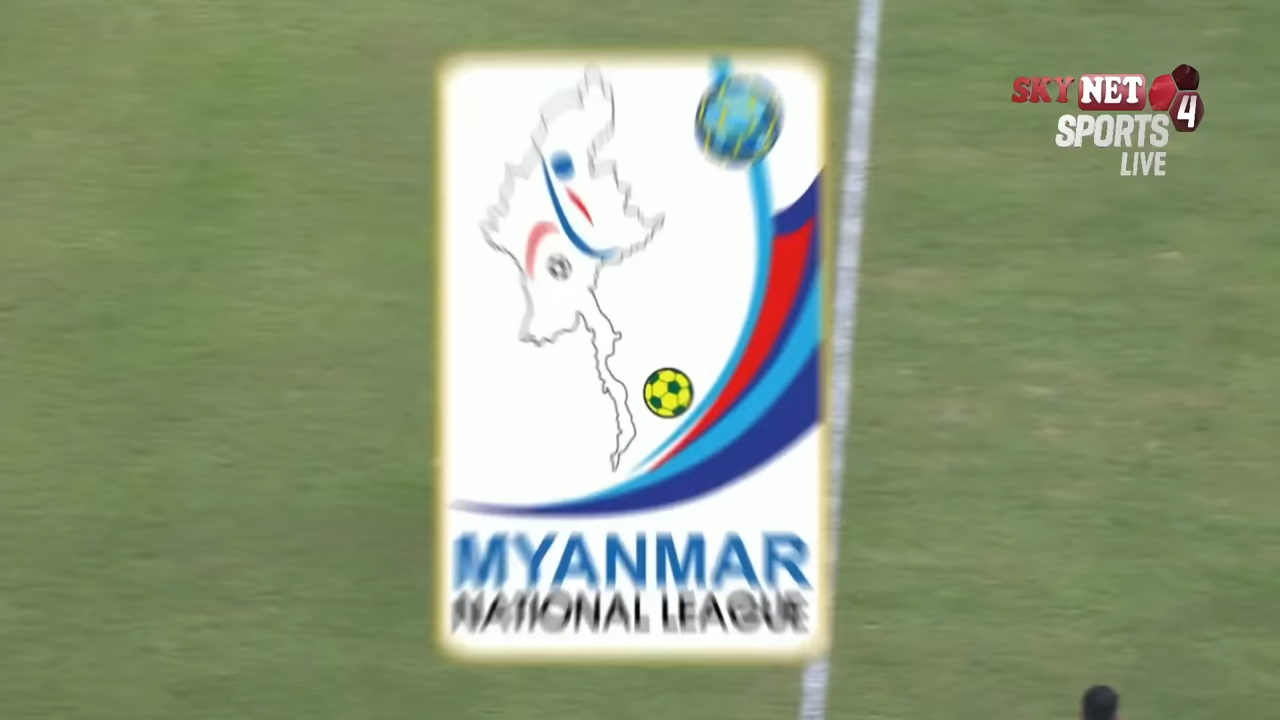 SKY NET
4
SPORTS
LIVE
MYANMAR
NATIONAL LEAGUE